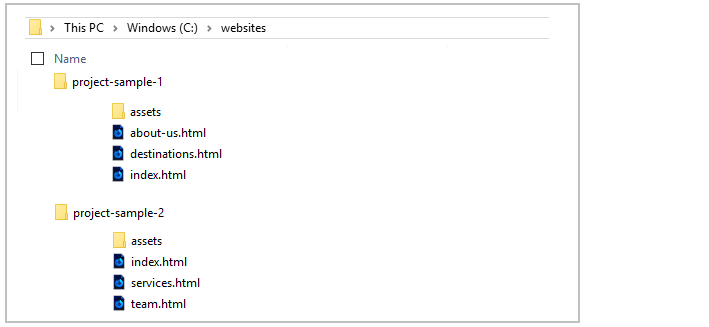 This PC > Windows (C:) > websites
Name
project-sample-1
assets
about-us.html
destinations.html
index.html
project-sample-2
assets
index.html
services.html
team.html